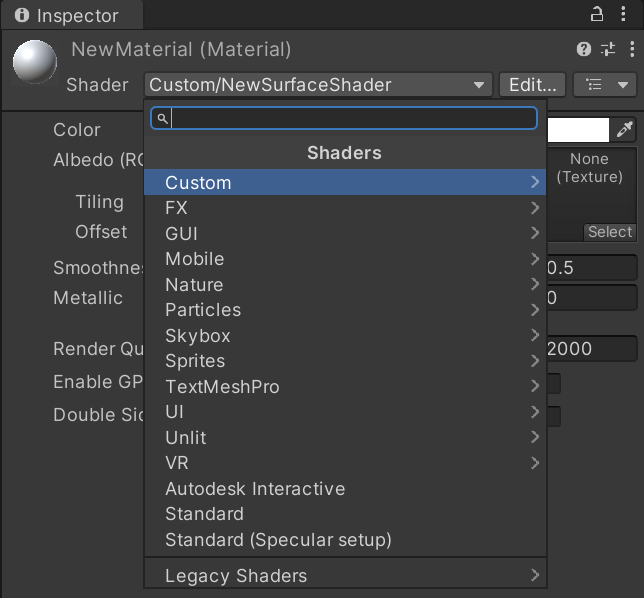 Inspector
NewMaterial (Material)
Shader Custom/NewSurfaceShader Edit...
Shaders
Color
Albedo (RG
None
(Texture)
Custom
Tiling
FX
Offset
GUI
Select
Mobile
Smoothnes
0.5
Nature
Metallic
0
Particles
Skybox
Render Qu
2000
Sprites
Enable GP
TextMeshPro
Double Sid
UI
Unlit
VR
Autodesk Interactive
Standard
Standard (Specular setup)
Legacy Shaders